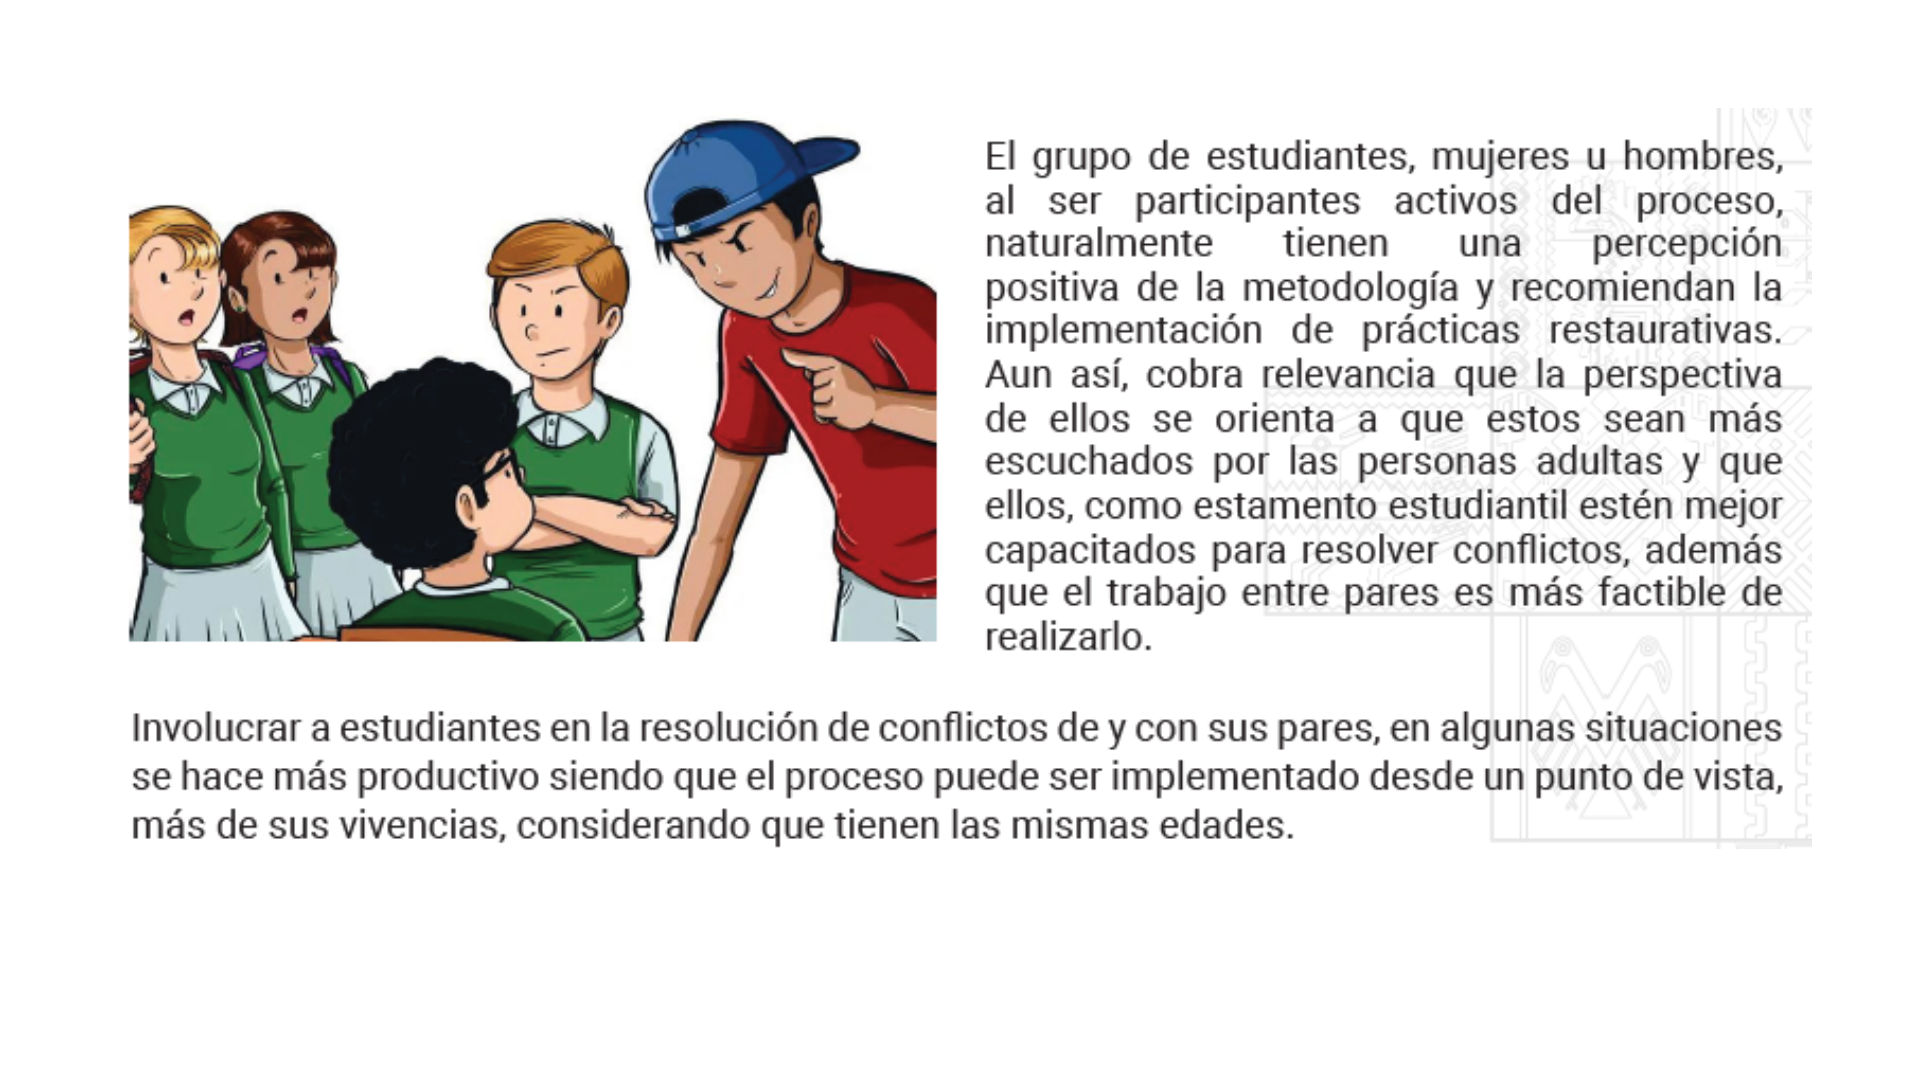 El grupo de estudiantes, mujeres u hombres,
al ser participantes activos del proceso,
naturalmente tienen una percepción
positiva de la metodología y recomiendan la
implementación de prácticas restaurativas.
Aun así, cobra relevancia que la perspectiva
de ellos se orienta a que estos sean más
escuchados por las personas adultas y que
ellos, como estamento estudiantil estén mejor
capacitados para resolver conflictos, además
que el trabajo entre pares es más factible de
realizarlo.
Involucrar a estudiantes en la resolución de conflictos de y con sus pares, en algunas situaciones
se hace más productivo siendo que el proceso puede ser implementado desde un punto de vista,
más de sus vivencias, considerando que tienen las mismas edades.